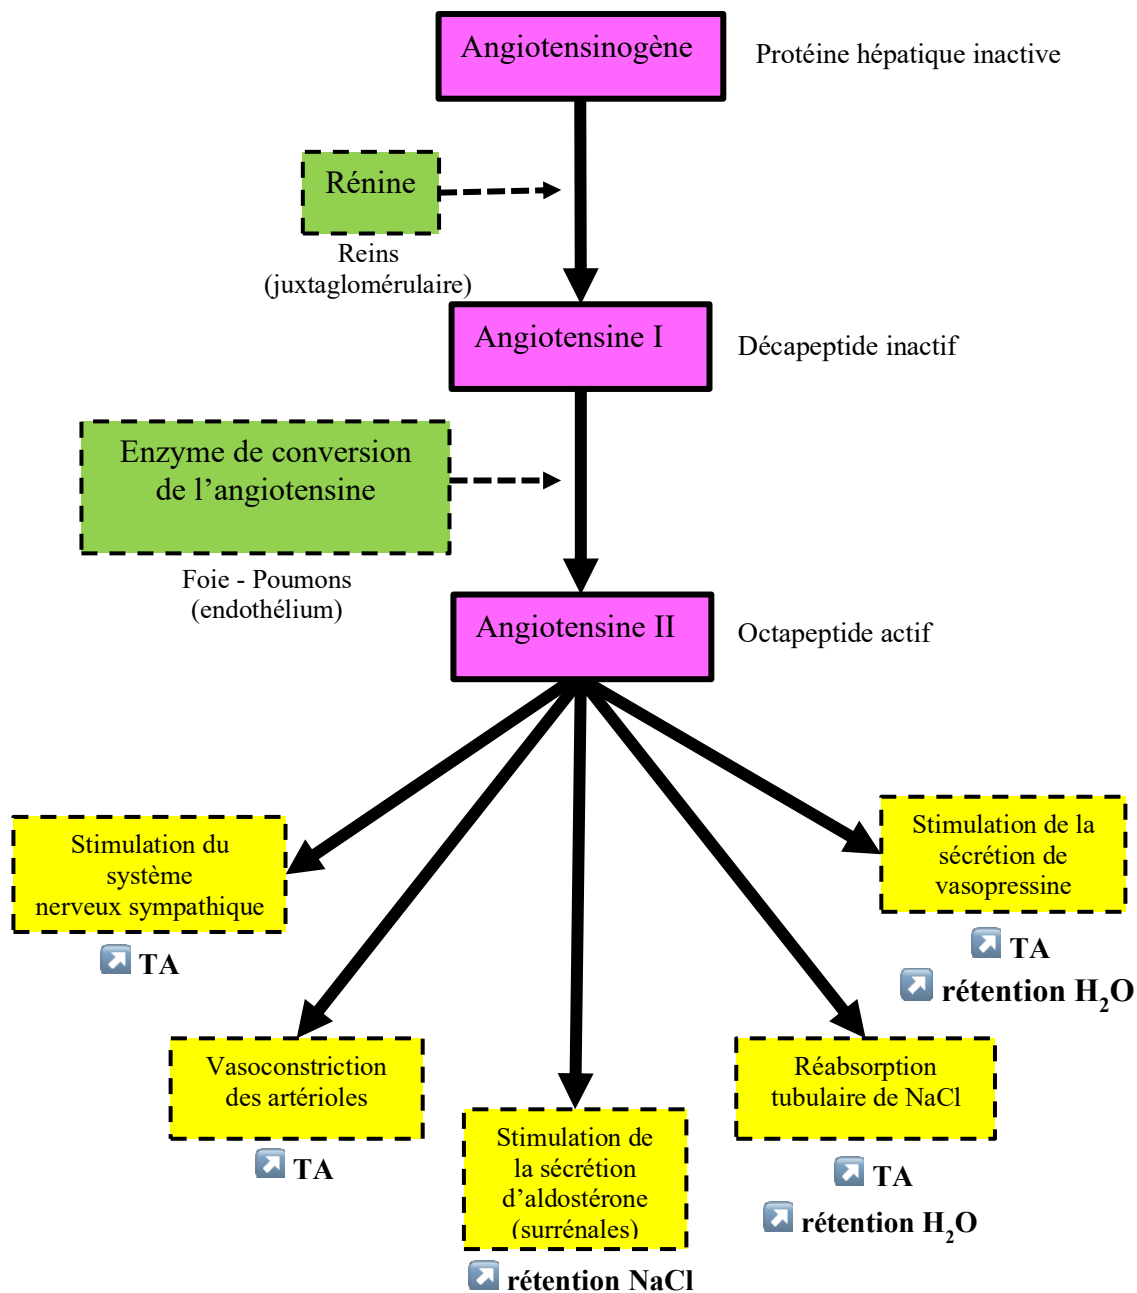 Angiotensinogène
Protéine hépatique inactive
Rénine
Reins
(juxtaglomérulaire)
Angiotensine I
Décapeptide inactif
Enzyme de conversion
de l’angiotensine
Foie - Poumons
(endothélium)
Angiotensine II
Octapeptide actif
Stimulation du
système
nerveux sympathique
↗ TA
Vasoconstriction
des artérioles
↗ TA
Stimulation de
la sécrétion
d’aldostérone
(surrénales)
↗ rétention NaCl
Réabsorption
tubulaire de NaCl
↗ TA
↗ rétention H₂O
Stimulation de la
sécrétion de
vasopressine
↗ TA
↗ rétention H₂O